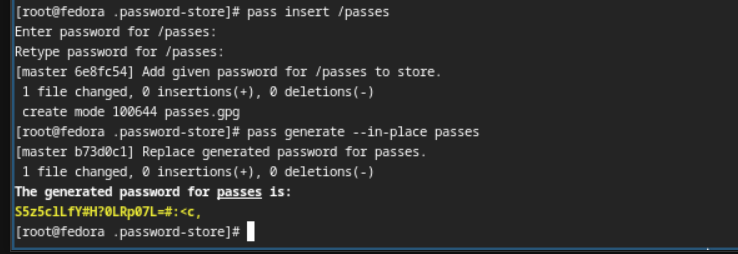 [root@fedora .password-store]# pass insert /passes
Enter password for /passes:
Retype password for /passes:
[master 6e8fc54] Add given password for /passes to store.
 1 file changed, 0 insertions(+), 0 deletions(-)
 create mode 100644 passes.gpg
[root@fedora .password-store]# pass generate --in-place passes
[master b73d0c1] Replace generated password for passes.
 1 file changed, 0 insertions(+), 0 deletions(-)
The generated password for passes is:
S5z5clLfY#H?0LRp07L=#:<c,
[root@fedora .password-store]#